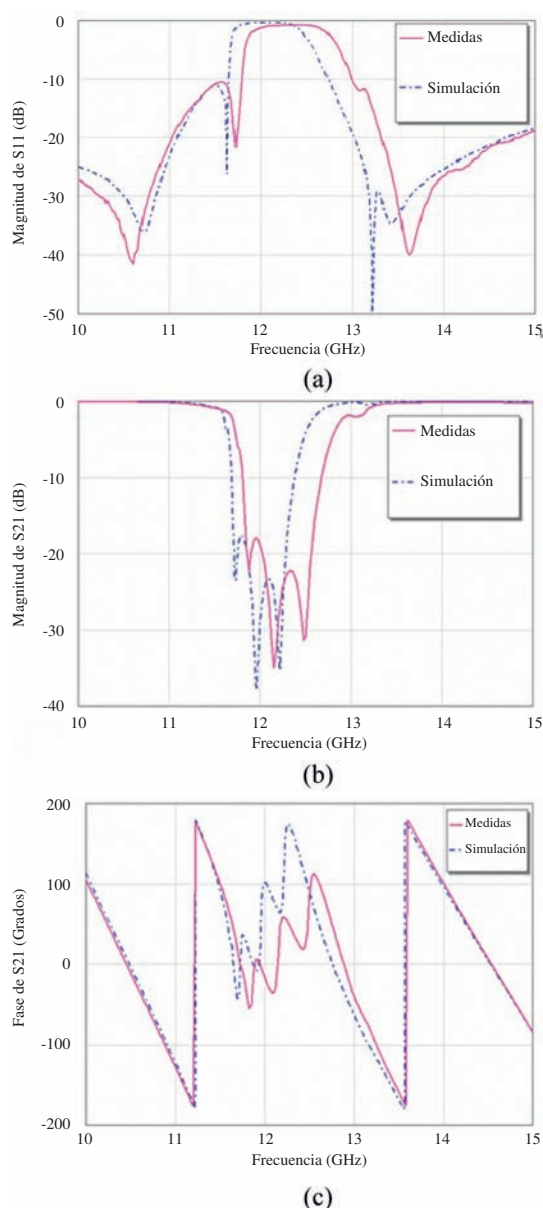 0
-10
-20
-30
-40
-50
Magnitud de S11 (dB)
Medidas
Simulación
10 11 12 13 14 15
Frecuencia (GHz)
(a)
0
-10
-20
-30
-40
Magnitud de S21 (dB)
Medidas
Simulación
10 11 12 13 14 15
Frecuencia (GHz)
(b)
200
100
0
-100
-200
Fase de S21 (Grados)
Medidas
Simulación
10 11 12 13 14 15
Frecuencia (GHz)
(c)